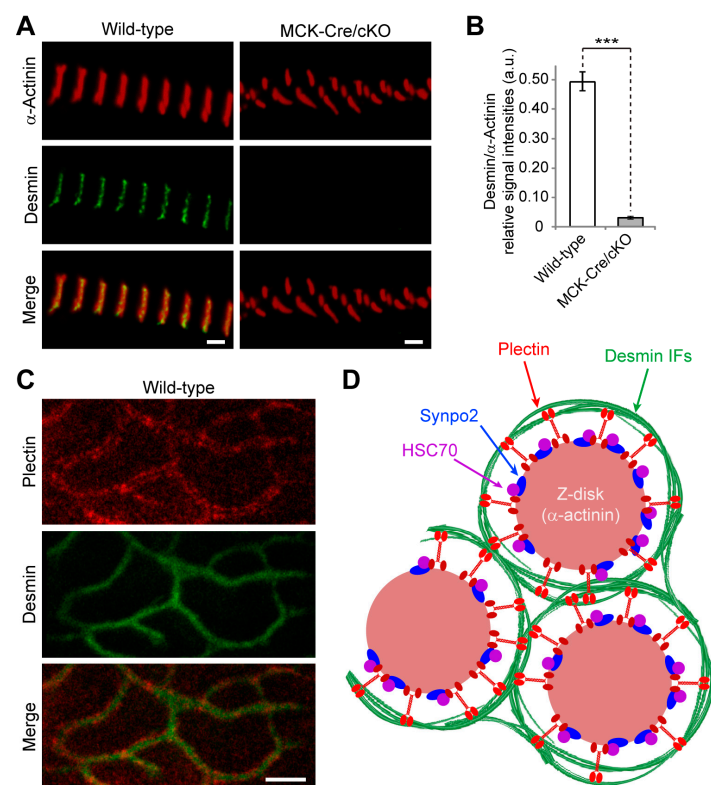 A
Wild-type
MCK-Cre/cKO
α-Actinin
Desmin
Merge
B
Desmin/α-Actinin
relative signal intensities (a.u.)
0.50
0.40
0.30
0.20
0.10
0
***
Wild-type
MCK-Cre/cKO
C
Wild-type
Plectin
Desmin
Merge
D
Plectin
Desmin IFs
Synpo2
HSC70
Z-disk
(α-actinin)